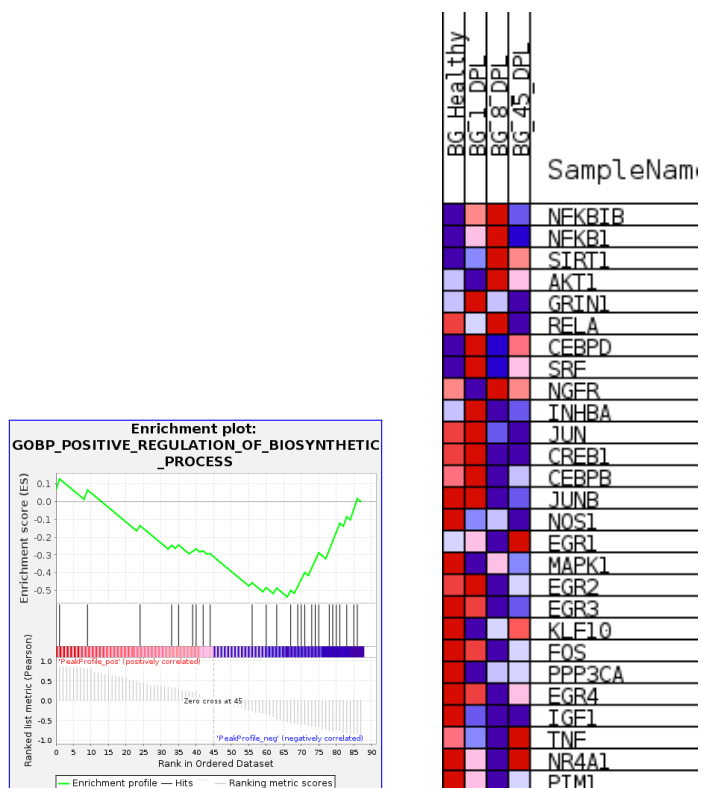 BG_Healthy
BG_1_DPL
BG_8_DPL
BG_45_DPL
SampleName
NFKBIB
NFKB1
SIRT1
AKT1
GRIN1
RELA
CEBPD
SRF
NGFR
INHBA
JUN
CREB1
CEBPB
JUNB
NOS1
EGR1
MAPK1
EGR2
EGR3
KLF10
FOS
PPP3CA
EGR4
IGF1
TNF
NR4A1
PIM1
Enrichment plot:
GOBP_POSITIVE_REGULATION_OF_BIOSYNTHETIC
_PROCESS
Enrichment score (ES)
0.1
0.0
-0.1
-0.2
-0.3
-0.4
-0.5
Ranked list metric (Pearson)
'PeakProfile_pos' (positively correlated)
1.0
0.5
0.0
-0.5
-1.0
Zero cross at 45
'PeakProfile_neg' (negatively correlated)
0 5 10 15 20 25 30 35 40 45 50 55 60 65 70 75 80 85 90
Rank in Ordered Dataset
Enrichment profile Hits Ranking metric scores